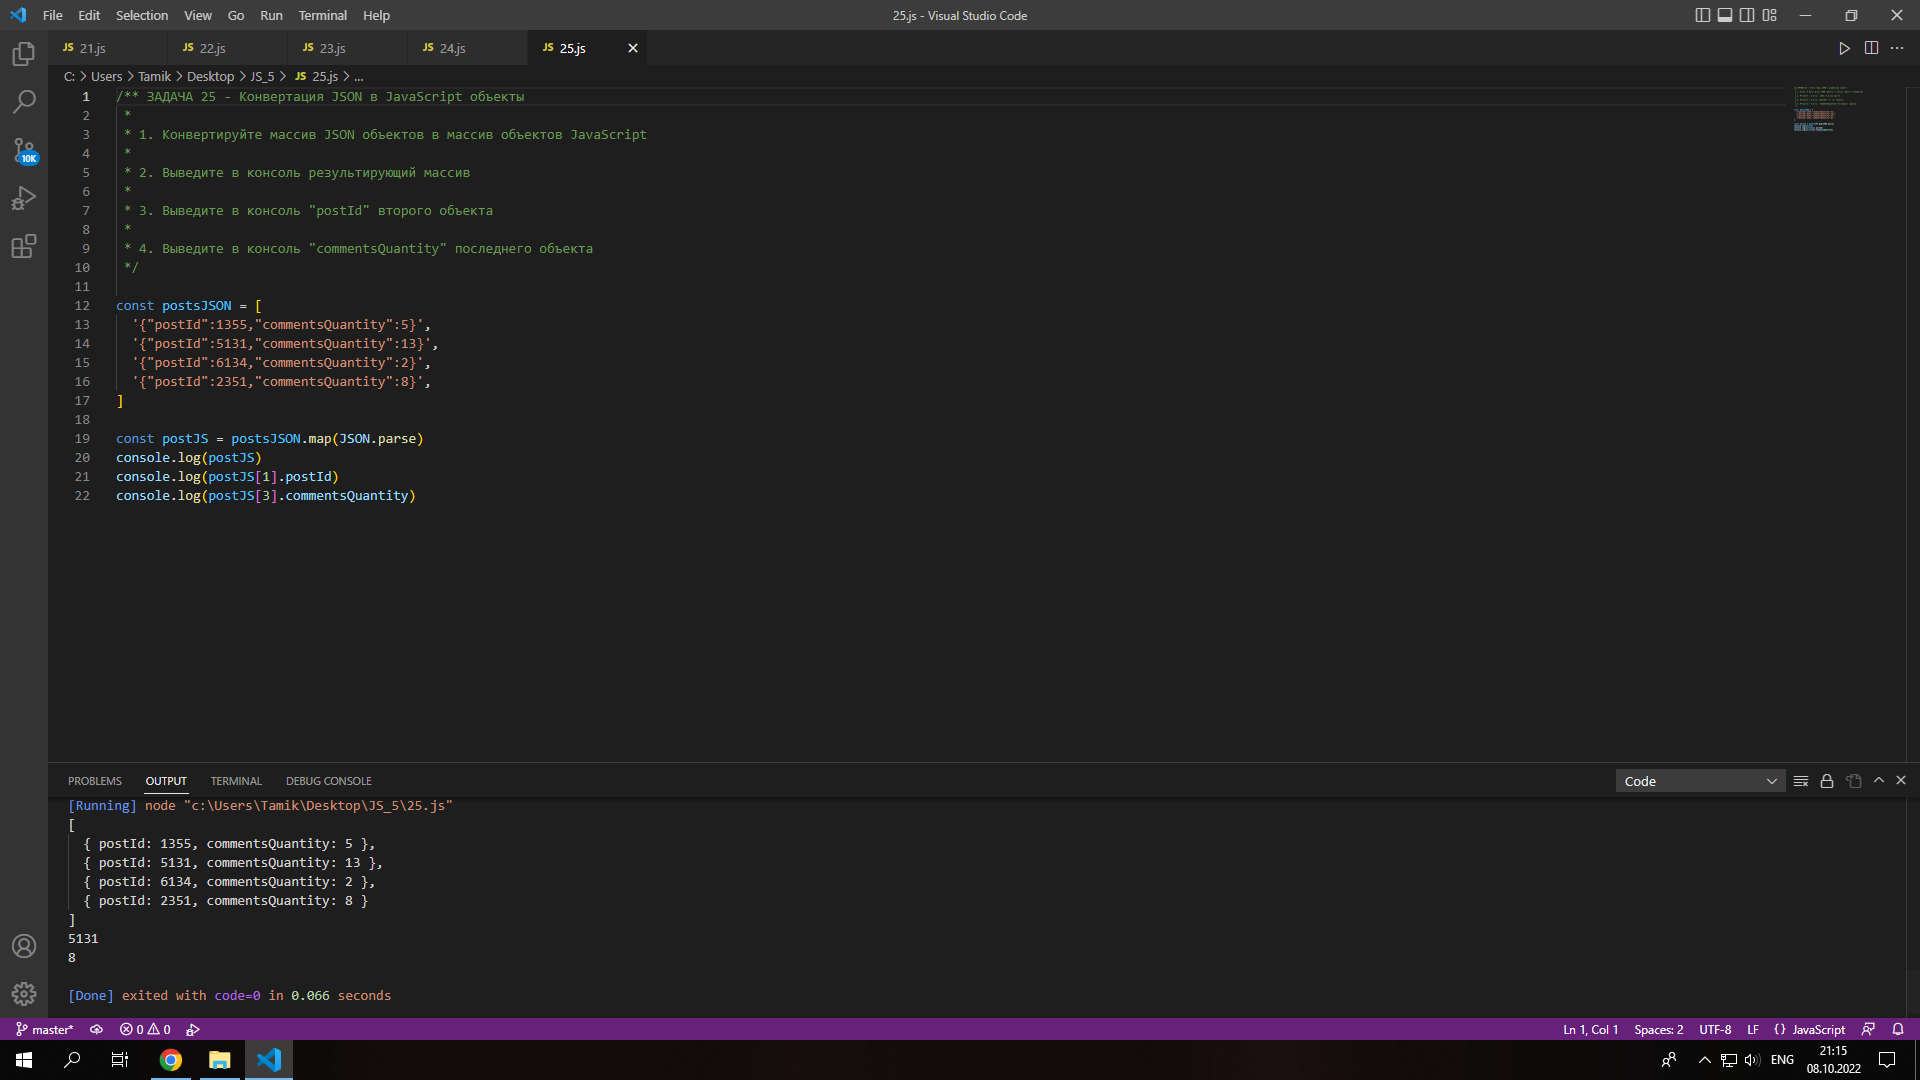 File Edit Selection View Go Run Terminal Help
25.js - Visual Studio Code
JS 21.js JS 22.js JS 23.js JS 24.js JS 25.js
C: > Users > Tamik > Desktop > JS_5 > JS 25.js > ...
1 /** ЗАДАЧА 25 - Конвертация JSON в JavaScript объекты
2 *
3 * 1. Конвертируйте массив JSON объектов в массив объектов JavaScript
4 *
5 * 2. Выведите в консоль результирующий массив
6 *
7 * 3. Выведите в консоль "postId" второго объекта
8 *
9 * 4. Выведите в консоль "commentsQuantity" последнего объекта
10 */
11
12 const postsJSON = [
13 '{"postId":1355,"commentsQuantity":5}',
14 '{"postId":5131,"commentsQuantity":13}',
15 '{"postId":6134,"commentsQuantity":2}',
16 '{"postId":2351,"commentsQuantity":8}',
17 ]
18
19 const postJS = postsJSON.map(JSON.parse)
20 console.log(postJS)
21 console.log(postJS[1].postId)
22 console.log(postJS[3].commentsQuantity)
10K
PROBLEMS OUTPUT TERMINAL DEBUG CONSOLE
Code
[Running] node "c:\Users\Tamik\Desktop\JS_5\25.js"
[
{ postId: 1355, commentsQuantity: 5 },
{ postId: 5131, commentsQuantity: 13 },
{ postId: 6134, commentsQuantity: 2 },
{ postId: 2351, commentsQuantity: 8 }
]
5131
8
[Done] exited with code=0 in 0.066 seconds
master* 0 0
Ln 1, Col 1 Spaces: 2 UTF-8 LF {} JavaScript
ENG
21:15
08.10.2022